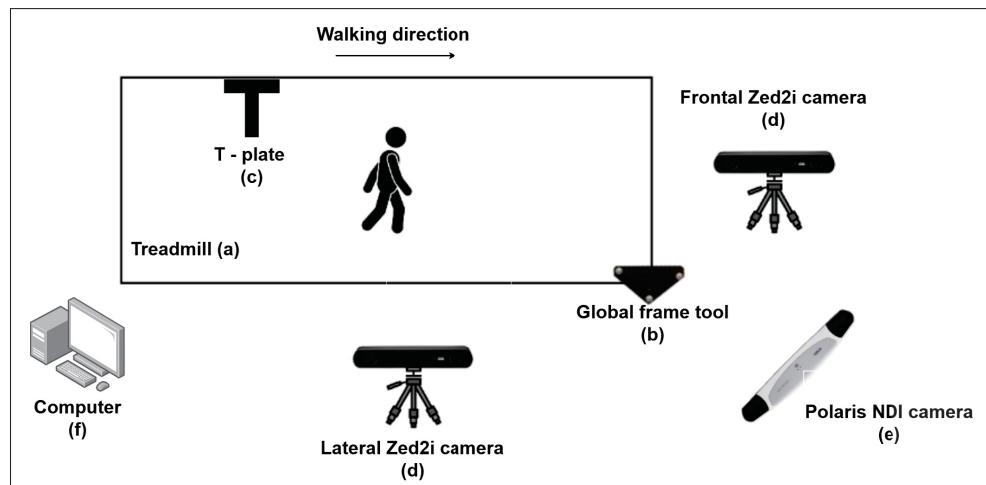 Walking direction
Frontal Zed2i camera
(d)
T - plate
(c)
Treadmill (a)
Global frame tool
(b)
Computer
(f)
Lateral Zed2i camera
(d)
Polaris NDI camera
(e)